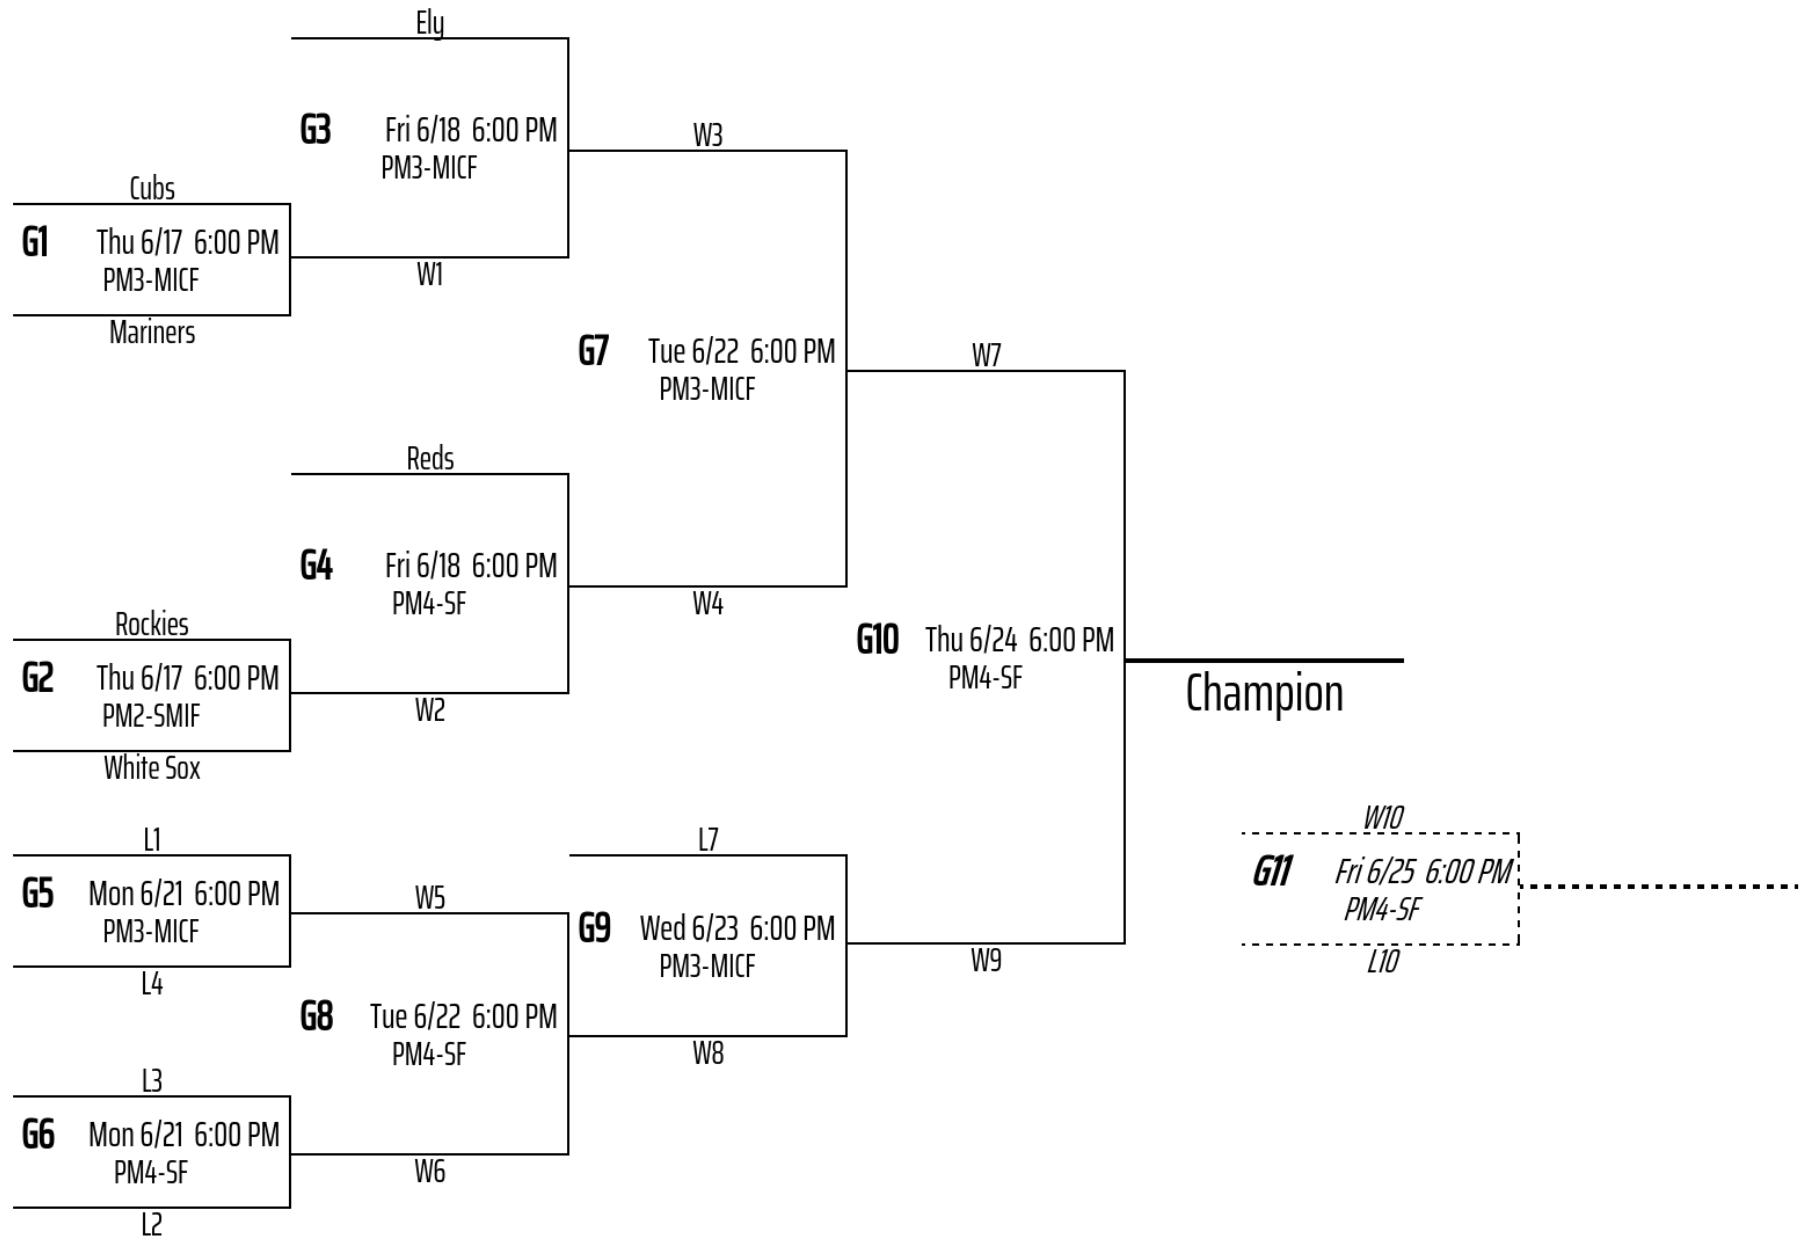 Ely
G3 Fri 6/18 6:00 PM
PM3-MICF
W3
Cubs
G1 Thu 6/17 6:00 PM
PM3-MICF
Mariners
W1
G7 Tue 6/22 6:00 PM
PM3-MICF
W7
Reds
G4 Fri 6/18 6:00 PM
PM4-SF
W4
Rockies
G2 Thu 6/17 6:00 PM
PM2-SMIF
White Sox
W2
G10 Thu 6/24 6:00 PM
PM4-SF
Champion
L1
G5 Mon 6/21 6:00 PM
PM3-MICF
L4
W5
L7
G9 Wed 6/23 6:00 PM
PM3-MICF
W9
W10
G11 Fri 6/25 6:00 PM
PM4-SF
L10
G8 Tue 6/22 6:00 PM
PM4-SF
W8
L3
G6 Mon 6/21 6:00 PM
PM4-SF
L2
W6